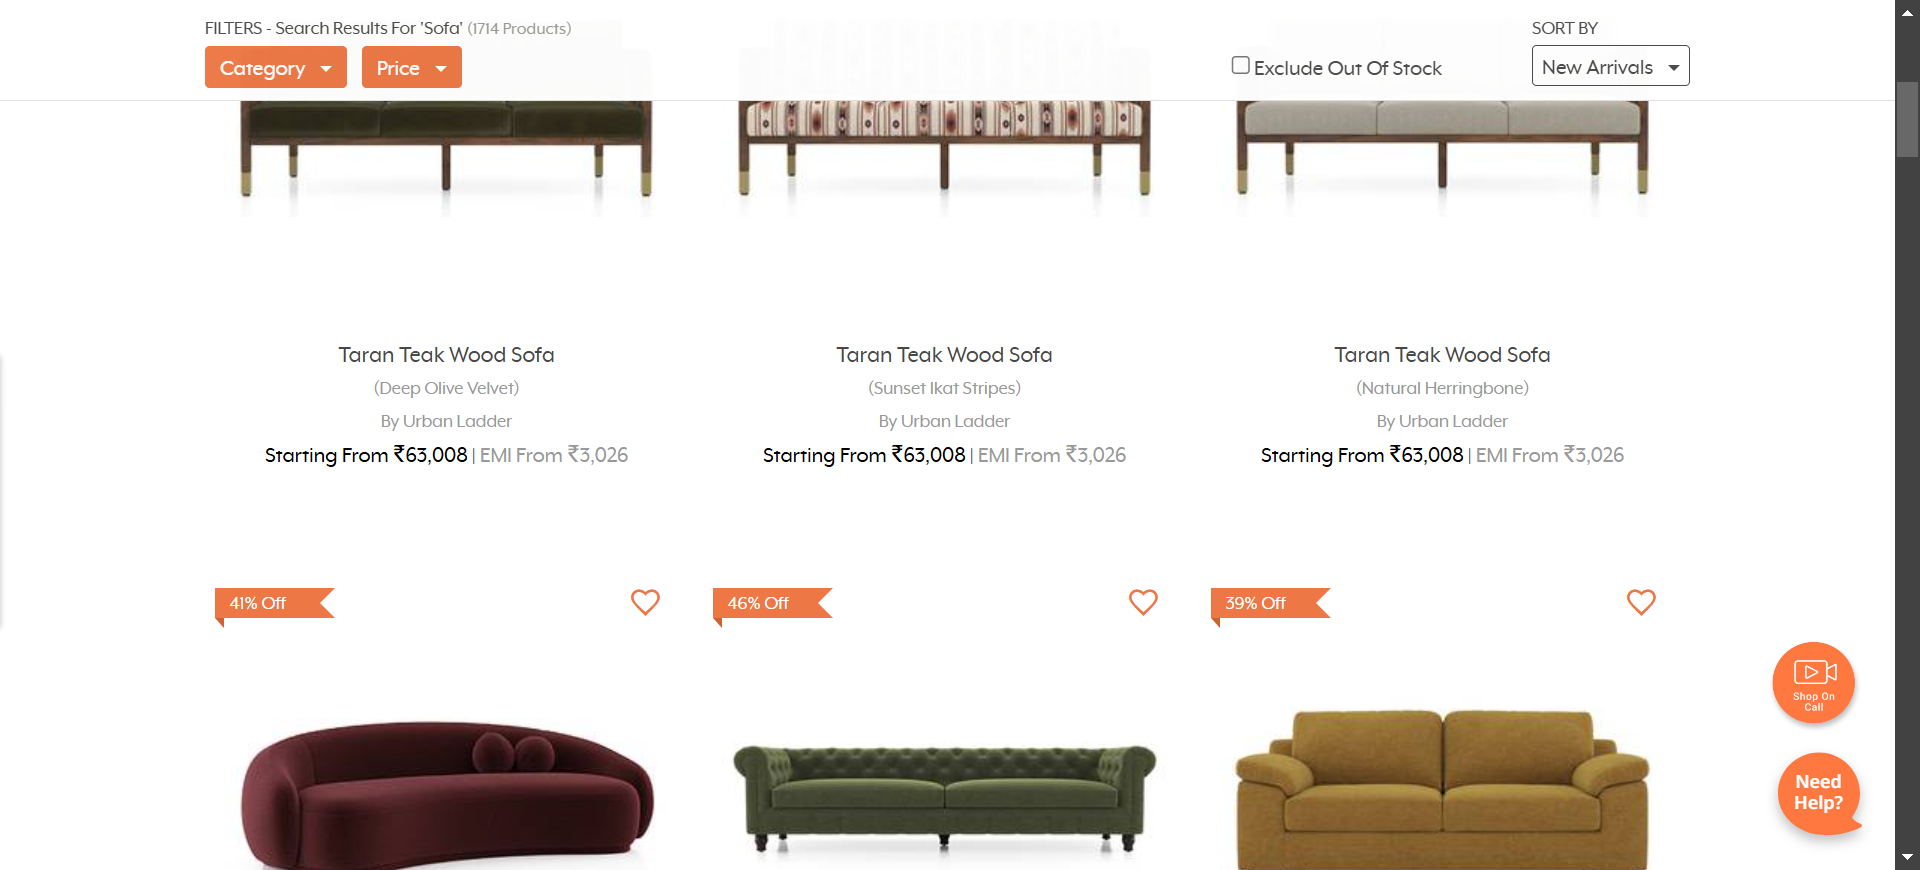 FILTERS - Search Results For 'Sofa' (1714 Products)
SORT BY
Category
Price
Exclude Out Of Stock
New Arrivals
Taran Teak Wood Sofa
(Deep Olive Velvet)
By Urban Ladder
Starting From ₹63,008 | EMI From ₹3,026
Taran Teak Wood Sofa
(Sunset Ikat Stripes)
By Urban Ladder
Starting From ₹63,008 | EMI From ₹3,026
Taran Teak Wood Sofa
(Natural Herringbone)
By Urban Ladder
Starting From ₹63,008 | EMI From ₹3,026
41% Off
46% Off
39% Off
Shop On
Call
Need
Help?